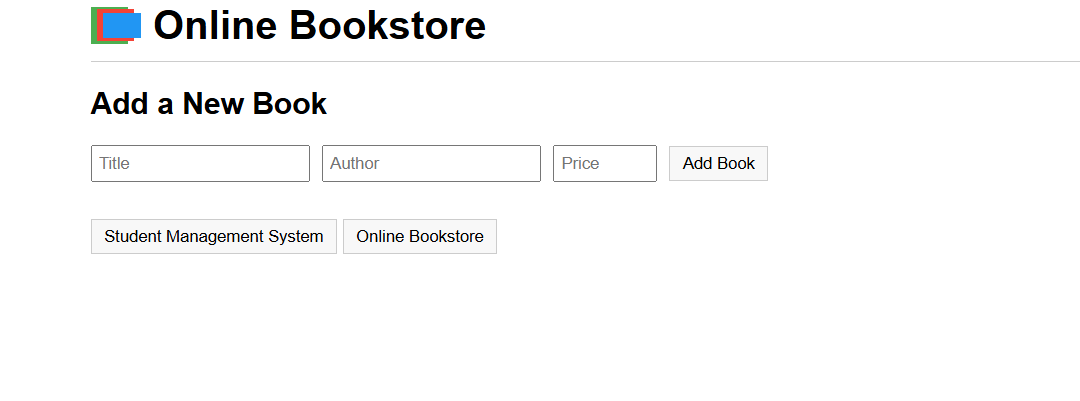 Online Bookstore
Add a New Book
Title Author Price Add Book
Student Management System Online Bookstore